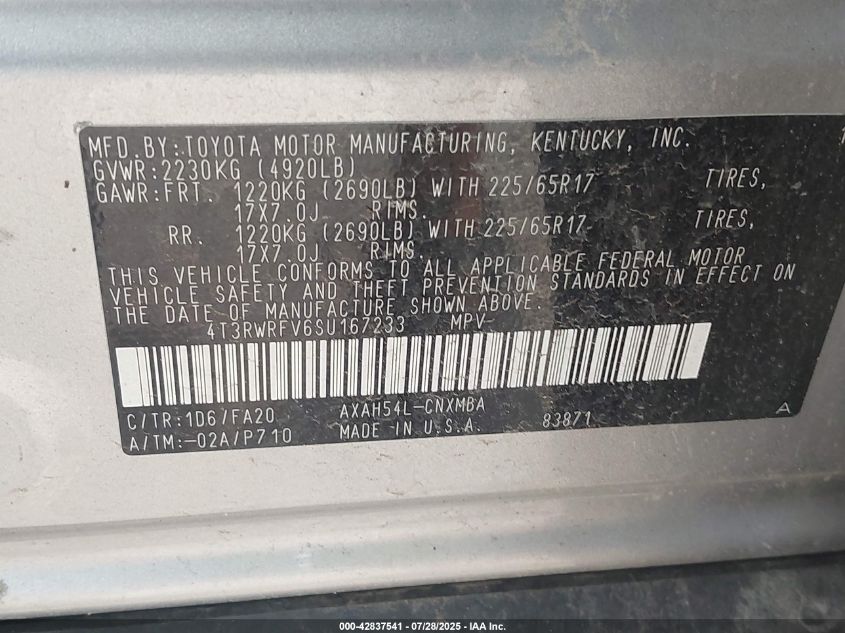 MFD.BY:TOYOTA MOTOR MANUFACTURING, KENTUCKY, INC.
GVWR:2230KG (4920LB)
GAWR:FRT. 1220KG (2690LB) WITH 225/65R17 TIRES,
17X7.0J RIMS.
RR. 1220KG (2690LB) WITH 225/65R17 TIRES,
17X7.0J RIMS.
THIS VEHICLE CONFORMS TO ALL APPLICABLE FEDERAL MOTOR
VEHICLE SAFETY AND THEFT PREVENTION STANDARDS IN EFFECT ON
THE DATE OF MANUFACTURE SHOWN ABOVE.
4T3RWRFV6SU167233 MPV
C/TR:1D6/FA20 AXAH54L-CNXMBA
A/TM:-02A/P710 MADE IN U.S.A. 83871 A
000-42837541 / 07/28/2025 - IAA Inc.